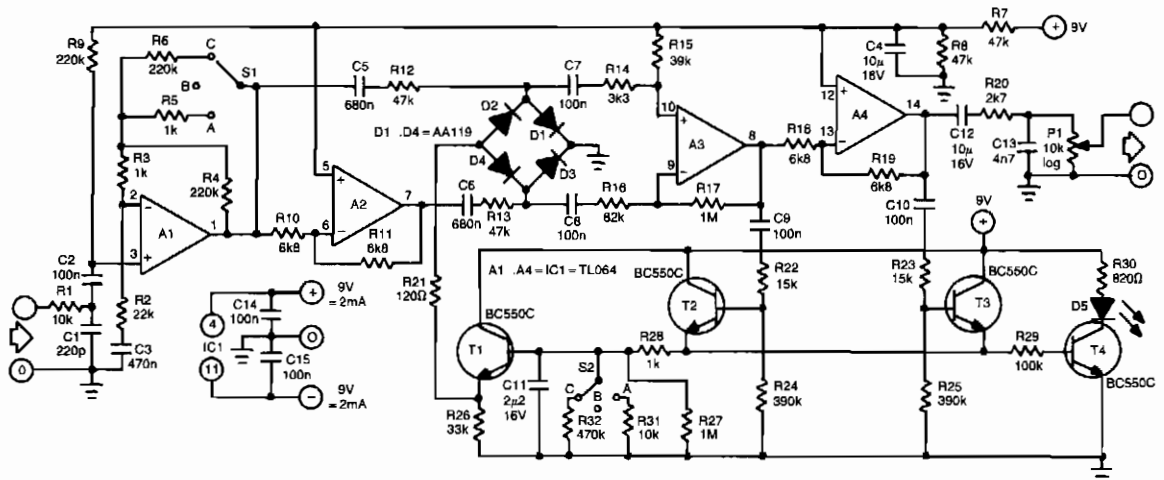 R9
220k
R6
220k
C
B
S1
R5
1k
A
R3
1k
R4
220k
2
3
1
A1
C2
100n
R1
10k
C1
220p
R2
22k
C3
470n
0
R10
6k8
5
6
7
A2
R11
6k8
C5
680n
R12
47k
D1 .D4=AA119
D2
D1
D4
D3
C6
680n
R13
47k
C7
100n
R14
3k3
C8
100n
R16
82k
R15
39k
10
9
8
A3
R17
1M
R18
6k8
12
13
14
A4
R19
6k8
C4
10µ
16V
R8
47k
R7
47k
+
9V
C12
10µ
16V
R20
2k7
C13
4n7
P1
10k
log
0
C9
100n
C10
100n
4
IC1
11
C14
100n
C15
100n
+
9V
=2mA
0
−
9V
=2mA
R21
120Ω
A1 .A4=IC1=TL064
BC550C
T1
BC550C
T2
R22
15k
R23
15k
9V
+
BC550C
T3
R30
820Ω
D5
T4
BC550C
R28
1k
R29
100k
R26
33k
C11
2µ2
16V
S2
C
B
A
R32
470k
R31
10k
R27
1M
R24
390k
R25
390k